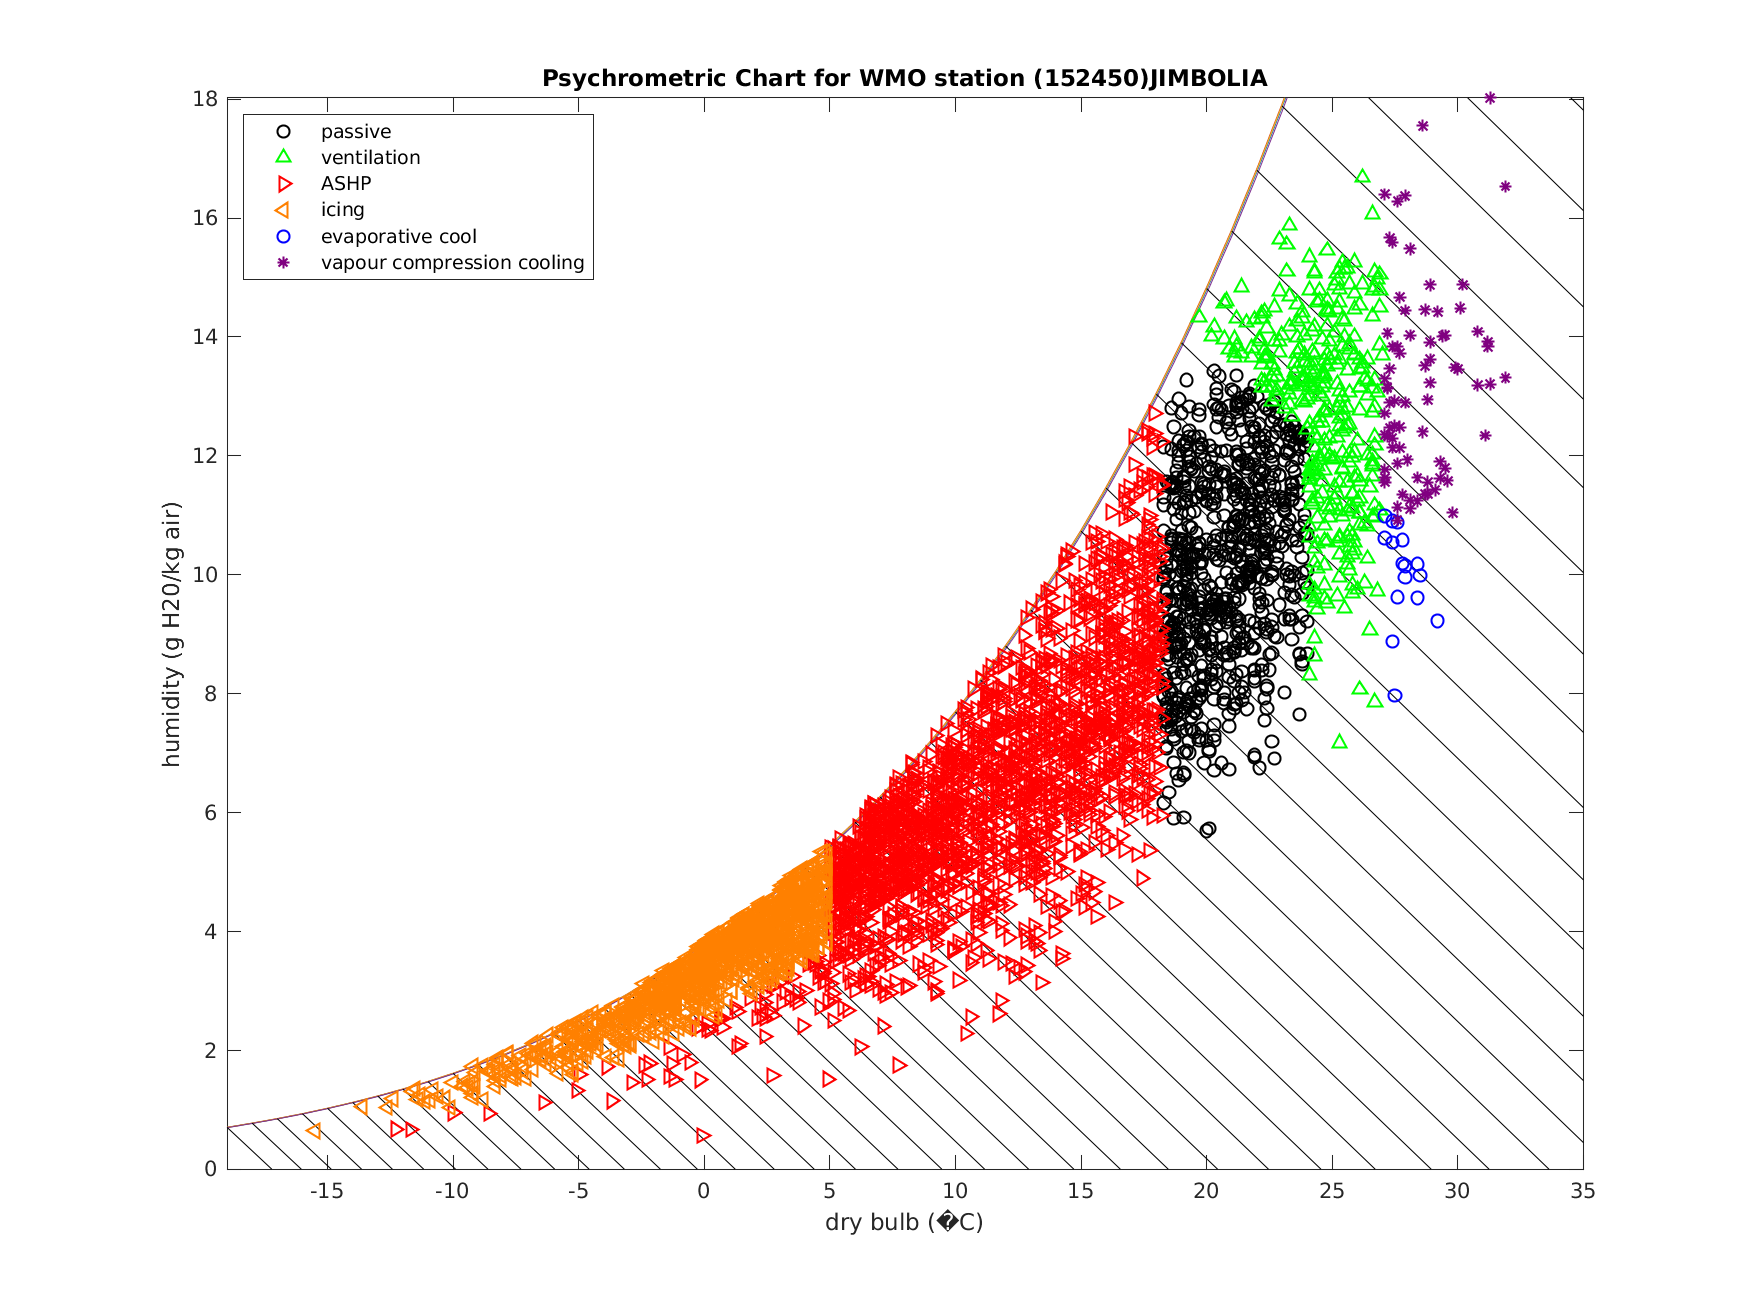 Psychrometric Chart for WMO station (152450)JIMBOLIA
passive
ventilation
ASHP
icing
evaporative cool
vapour compression cooling
18
16
14
12
10
8
6
4
2
0
humidity (g H20/kg air)
-15
-10
-5
0
5
10
15
20
25
30
35
dry bulb (�C)